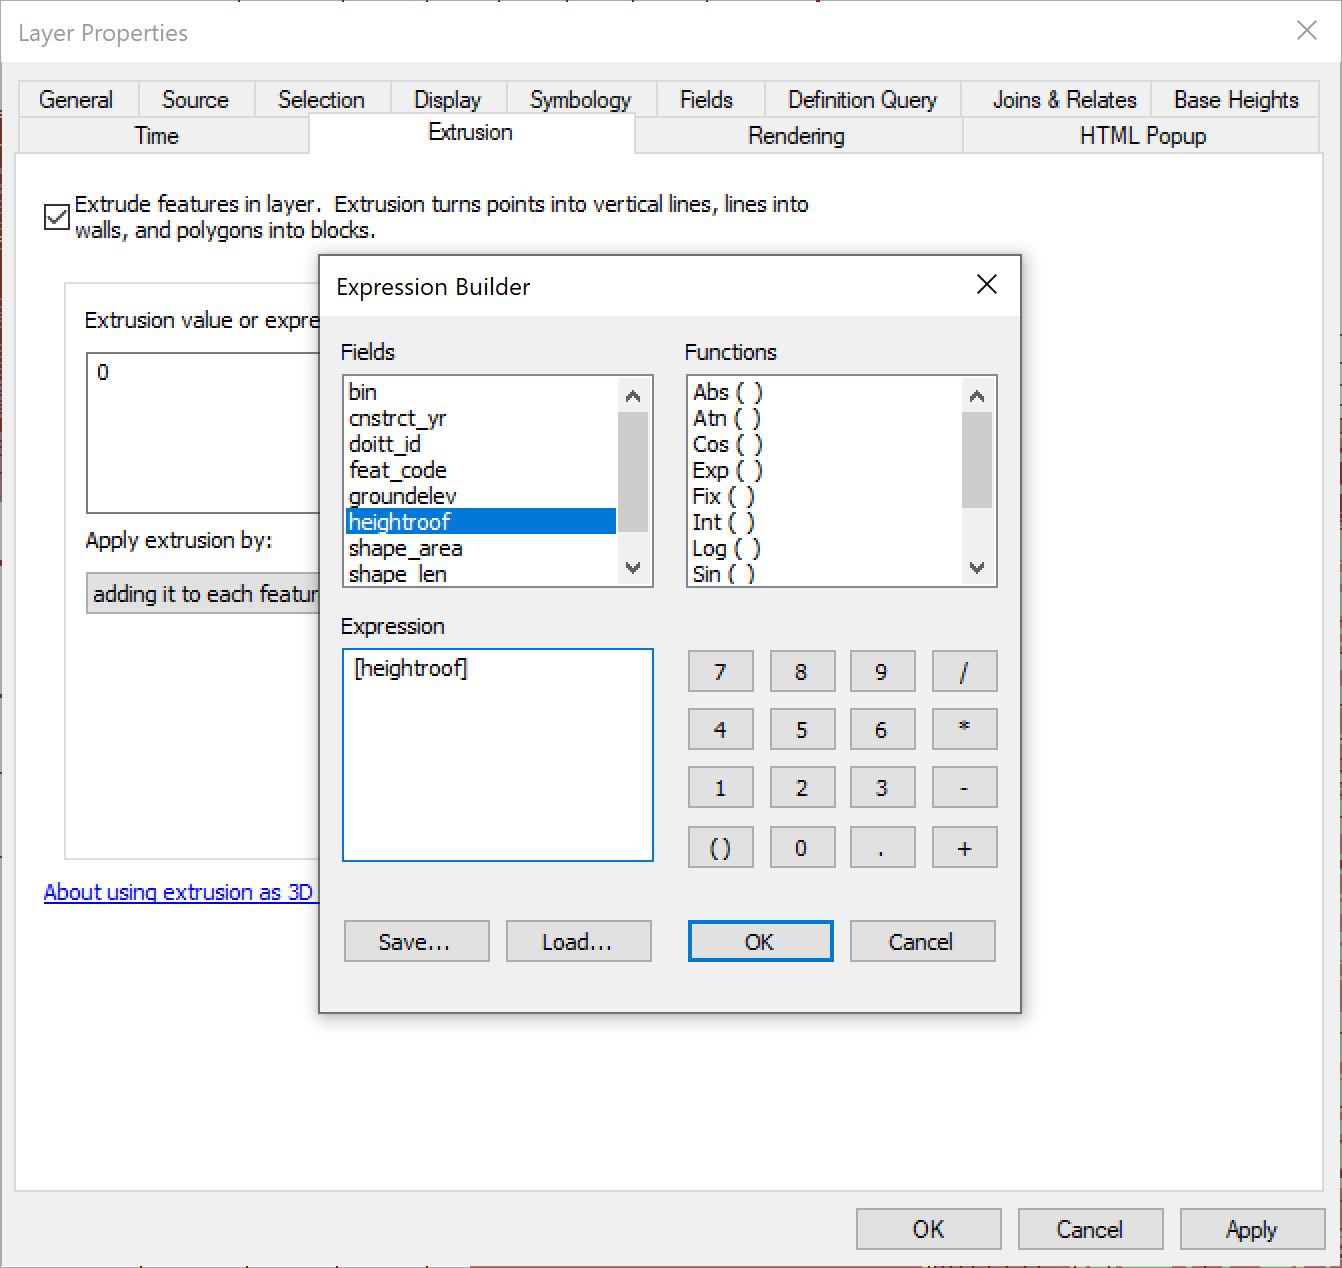 Layer Properties
General Source Selection Display Symbology Fields Definition Query Joins & Relates Base Heights
Time Extrusion Rendering HTML Popup
Extrude features in layer. Extrusion turns points into vertical lines, lines into
walls, and polygons into blocks.
Extrusion value or expre
0
Apply extrusion by:
adding it to each featur
About using extrusion as 3D
Expression Builder
Fields
bin
cnstrct_yr
doitt_id
feat_code
groundelev
heightroof
shape_area
shape_len
Functions
Abs ( )
Atn ( )
Cos ( )
Exp ( )
Fix ( )
Int ( )
Log ( )
Sin ( )
Expression
[heightroof]
7 8 9 /
4 5 6 *
1 2 3 -
( ) 0 . +
Save... Load... OK Cancel
OK Cancel Apply